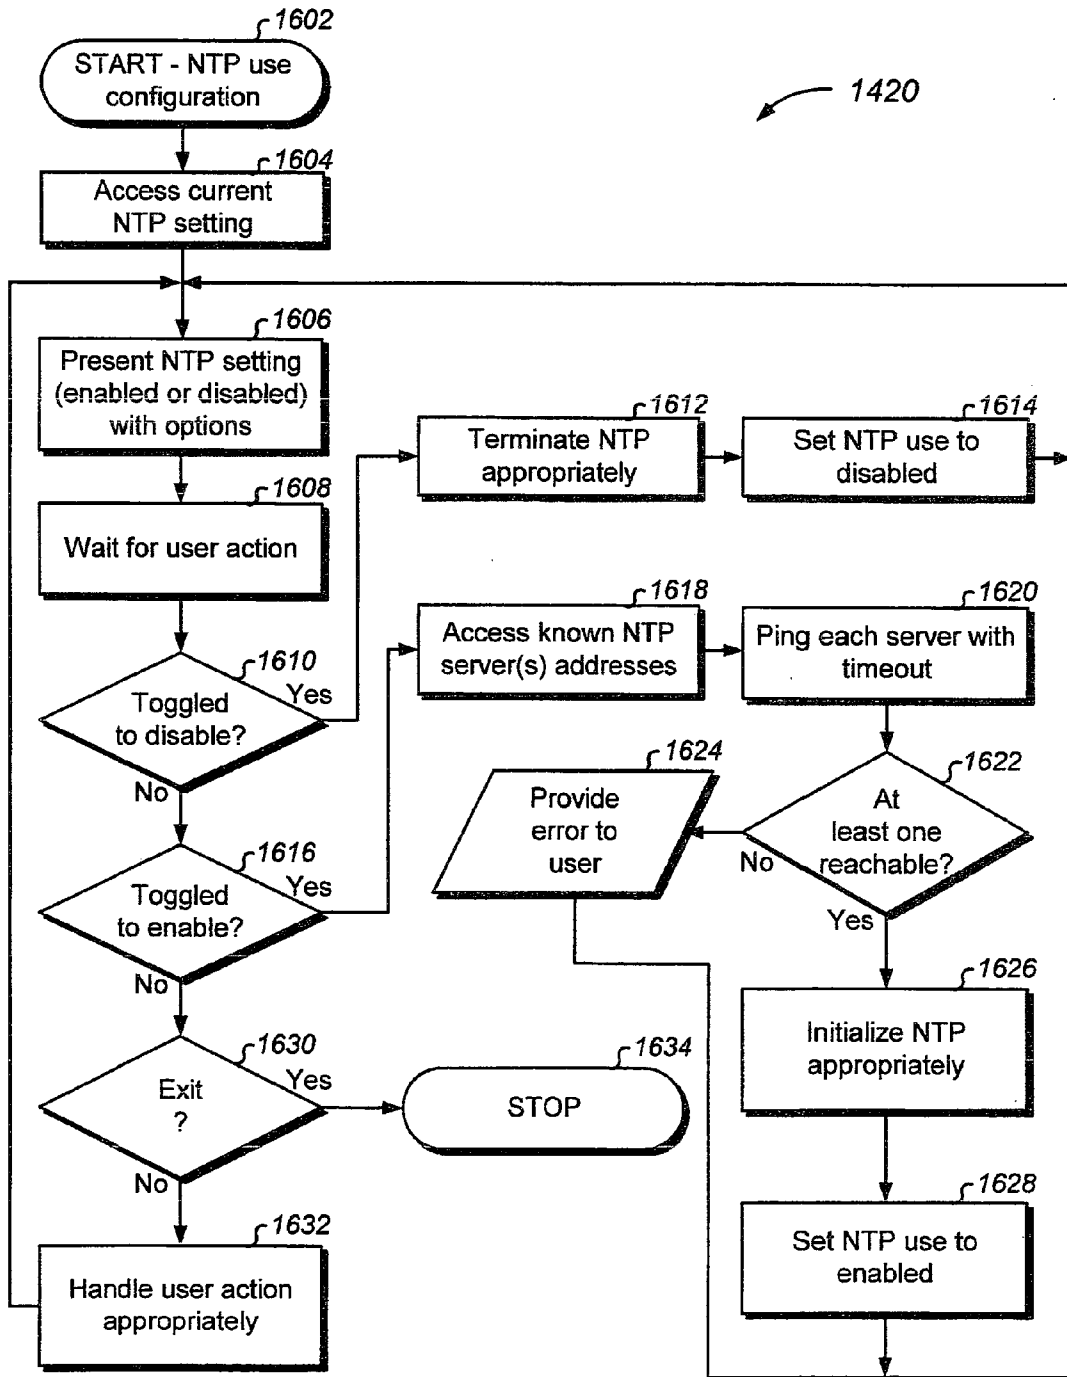 1602
START - NTP use
configuration
1420
1604
Access current
NTP setting
1606
Present NTP setting
(enabled or disabled)
with options
1608
Wait for user action
1610
Toggled
to disable?
Yes
No
1612
Terminate NTP
appropriately
1614
Set NTP use to
disabled
1616
Toggled
to enable?
Yes
No
1618
Access known NTP
server(s) addresses
1620
Ping each server with
timeout
1622
At
least one
reachable?
No
Yes
1624
Provide
error to
user
1626
Initialize NTP
appropriately
1628
Set NTP use to
enabled
1630
Exit
?
Yes
No
1634
STOP
1632
Handle user action
appropriately